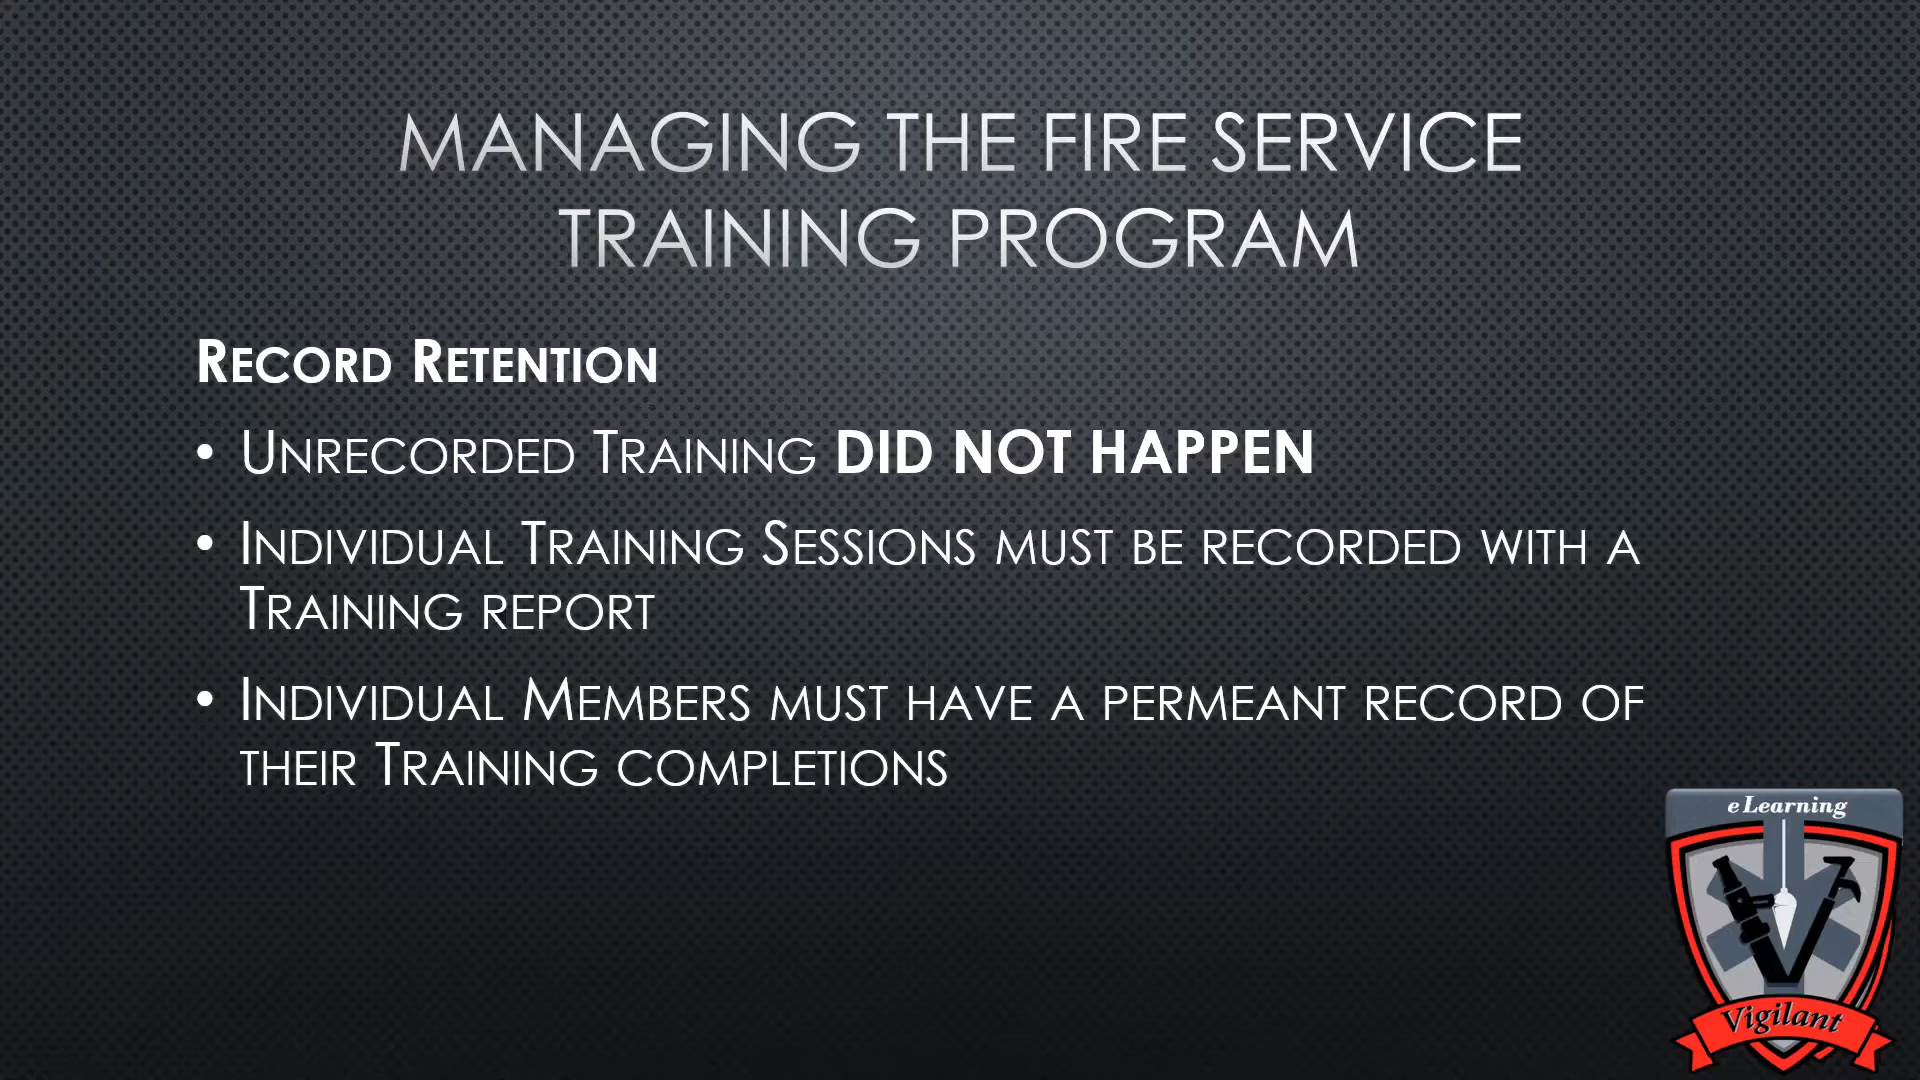 MANAGING THE FIRE SERVICE
TRAINING PROGRAM
RECORD RETENTION
• UNRECORDED TRAINING DID NOT HAPPEN
• INDIVIDUAL TRAINING SESSIONS MUST BE RECORDED WITH A
TRAINING REPORT
• INDIVIDUAL MEMBERS MUST HAVE A PERMEANT RECORD OF
THEIR TRAINING COMPLETIONS
eLearning
Vigilant